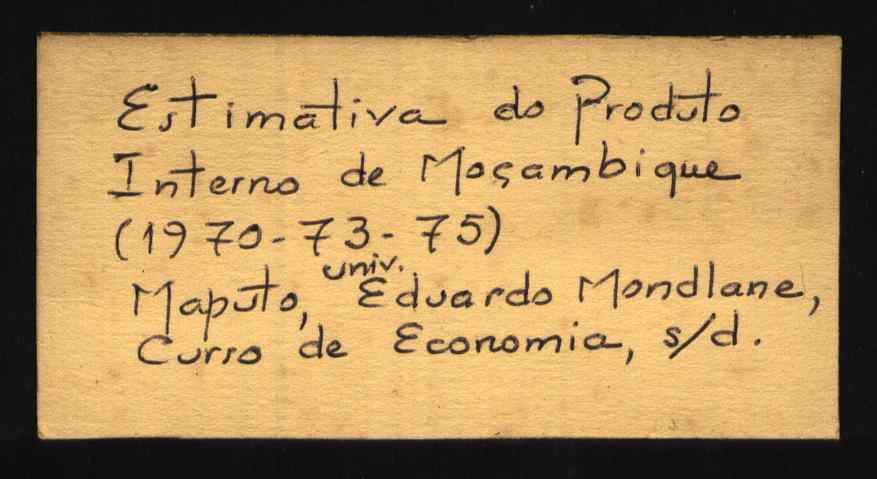 Estimativa do Produto
Interno de Moçambique
(1970-73-75)
Maputo, univ. Eduardo Mondlane,
Curso de Economia, s/d.